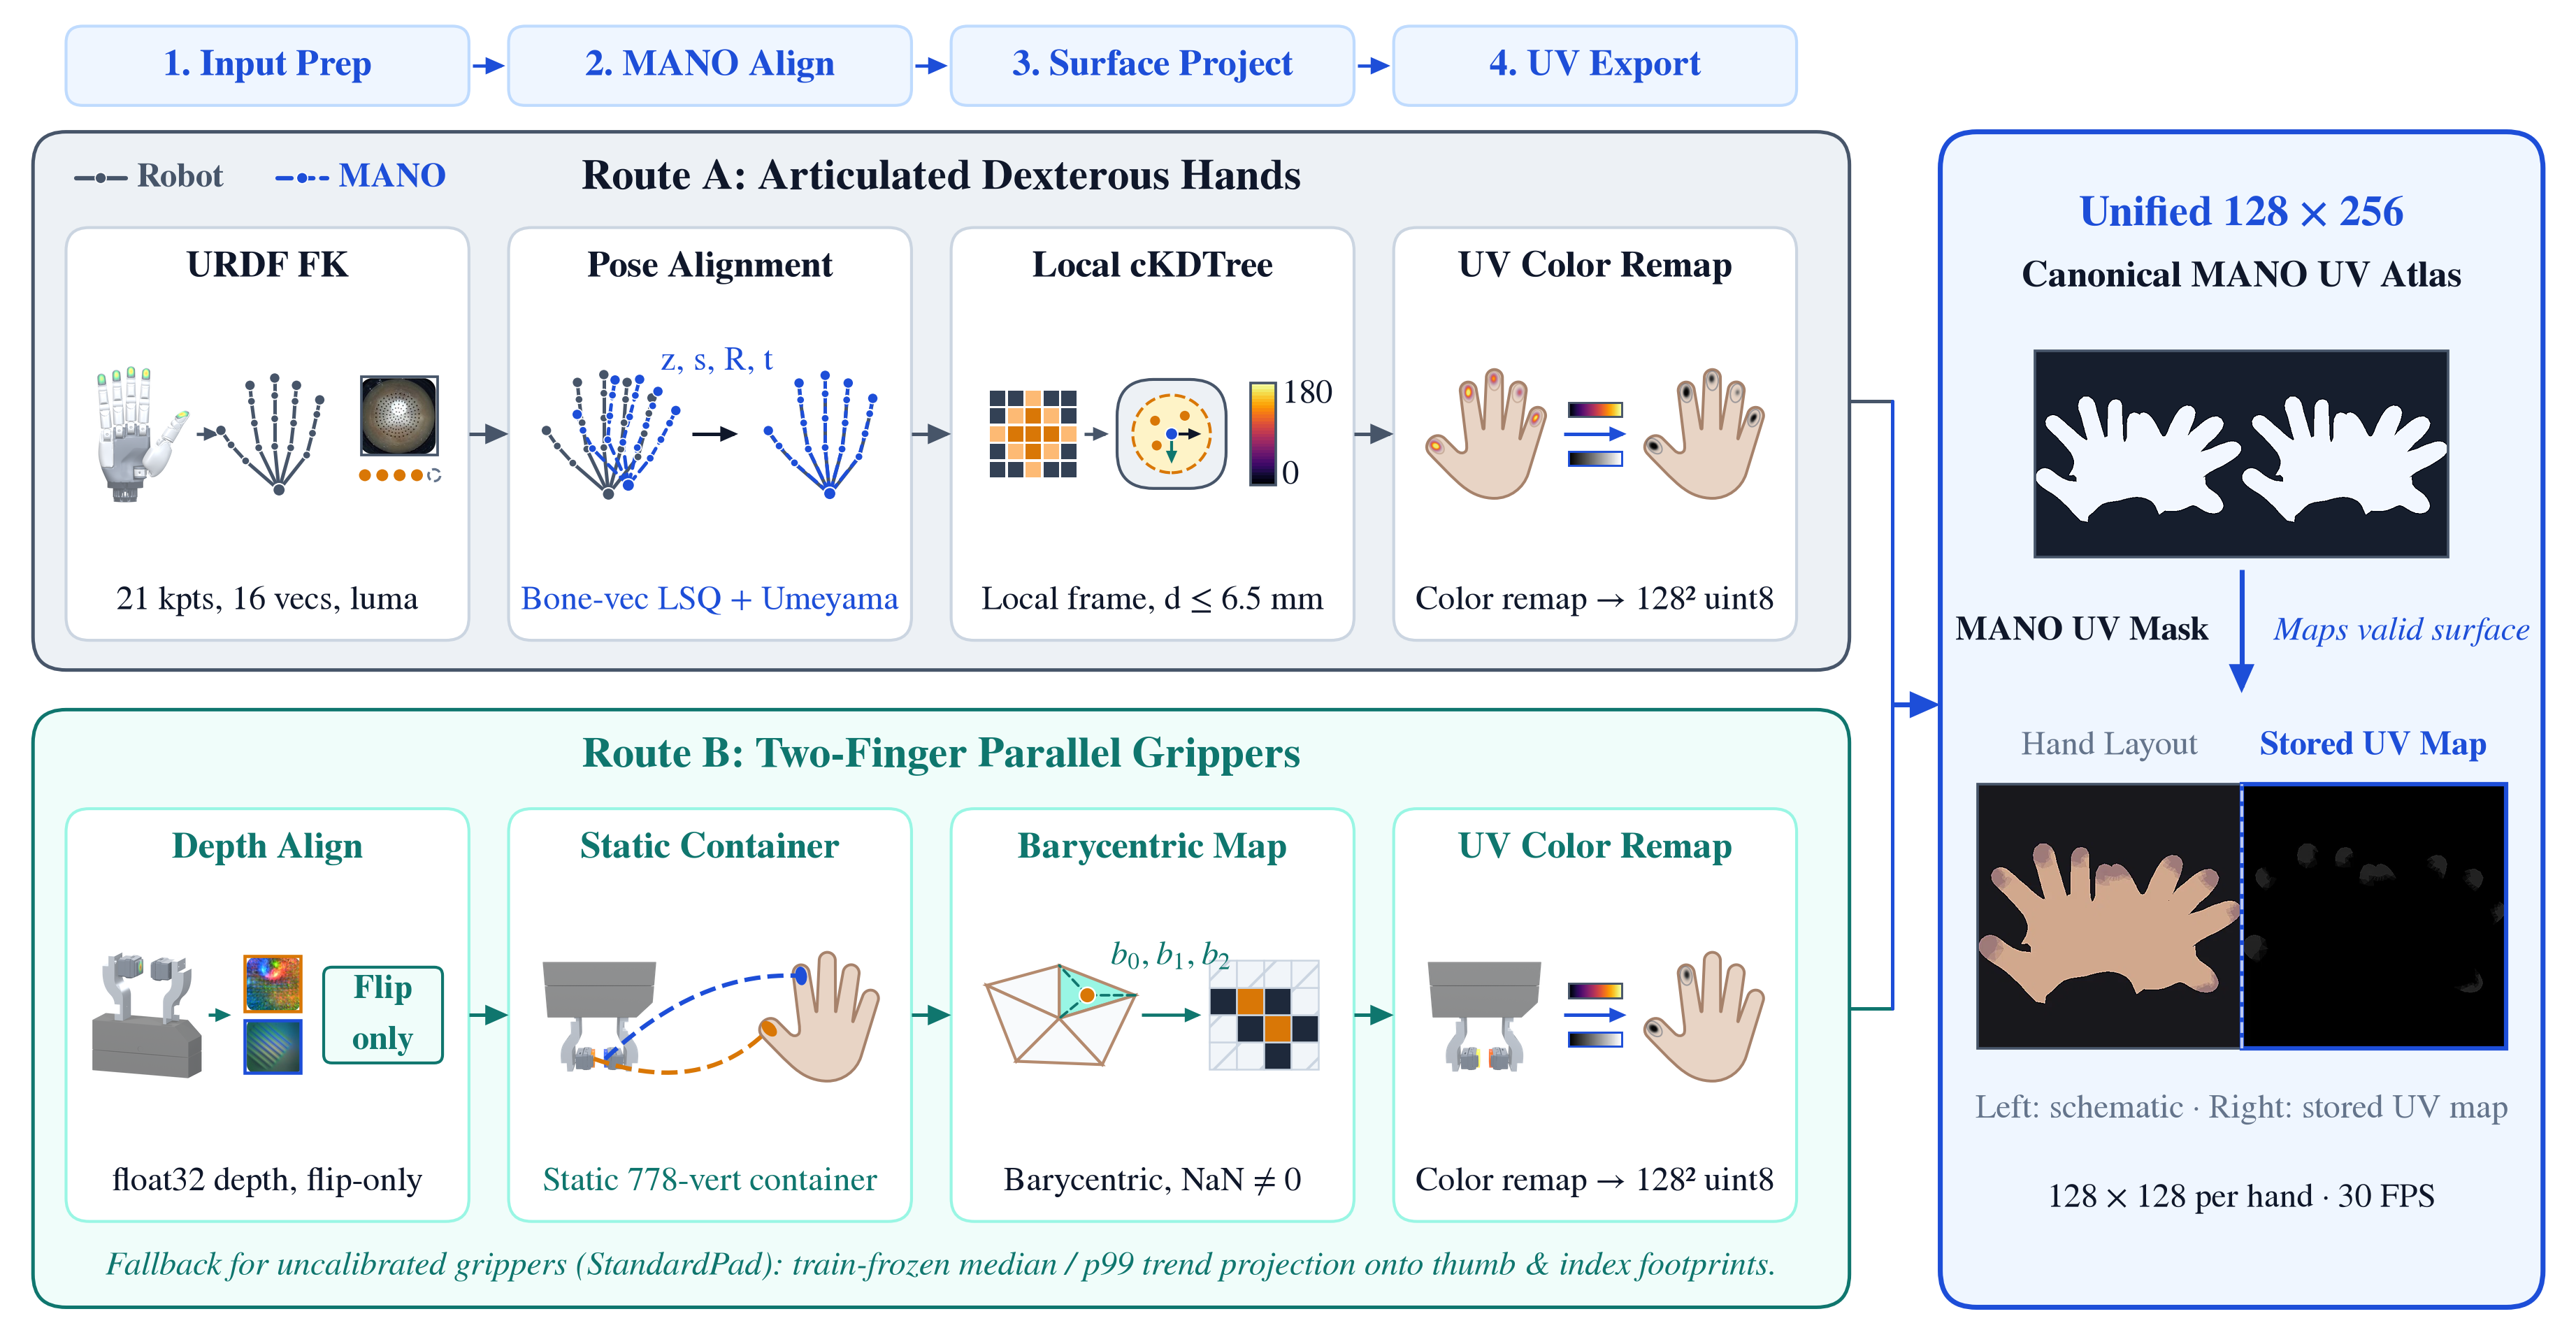 1. Input Prep
2. MANO Align
3. Surface Project
4. UV Export
Robot
MANO
Route A: Articulated Dexterous Hands
URDF FK
21 kpts, 16 vecs, luma
Pose Alignment
z, s, R, t
Bone-vec LSQ + Umeyama
Local cKDTree
180
0
Local frame, d ≤ 6.5 mm
UV Color Remap
Color remap → 128² uint8
Route B: Two-Finger Parallel Grippers
Depth Align
Flip
only
float32 depth, flip-only
Static Container
Static 778-vert container
Barycentric Map
b₀, b₁, b₂
Barycentric, NaN ≠ 0
UV Color Remap
Color remap → 128² uint8
Fallback for uncalibrated grippers (StandardPad): train-frozen median / p99 trend projection onto thumb & index footprints.
Unified 128 × 256
Canonical MANO UV Atlas
MANO UV Mask
Maps valid surface
Hand Layout
Stored UV Map
Left: schematic · Right: stored UV map
128 × 128 per hand · 30 FPS